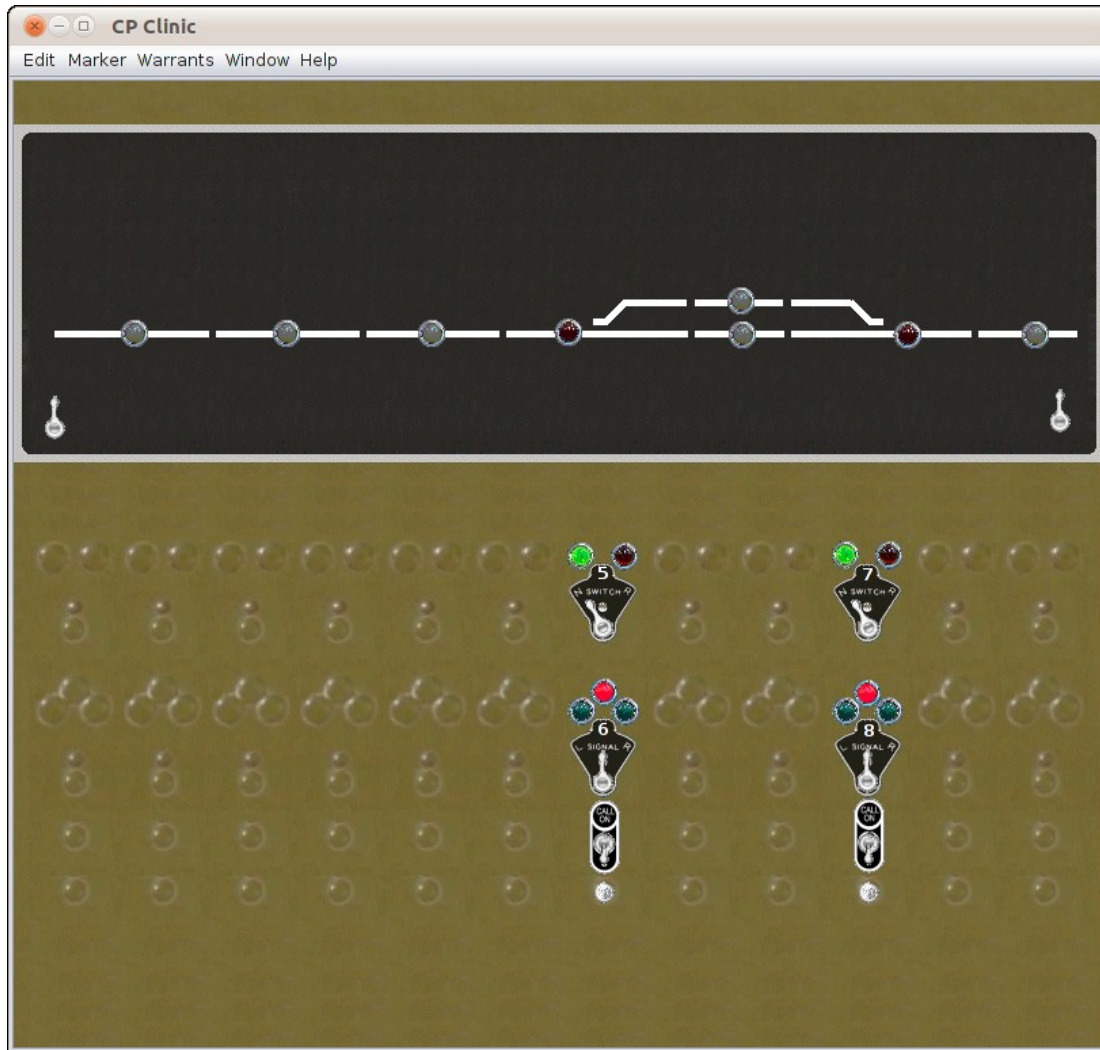 CP Clinic
Edit Marker Warrants Window Help
5 7
N SWITCH R N SWITCH R
6 8
L SIGNAL R L SIGNAL R
CALL ON CALL ON